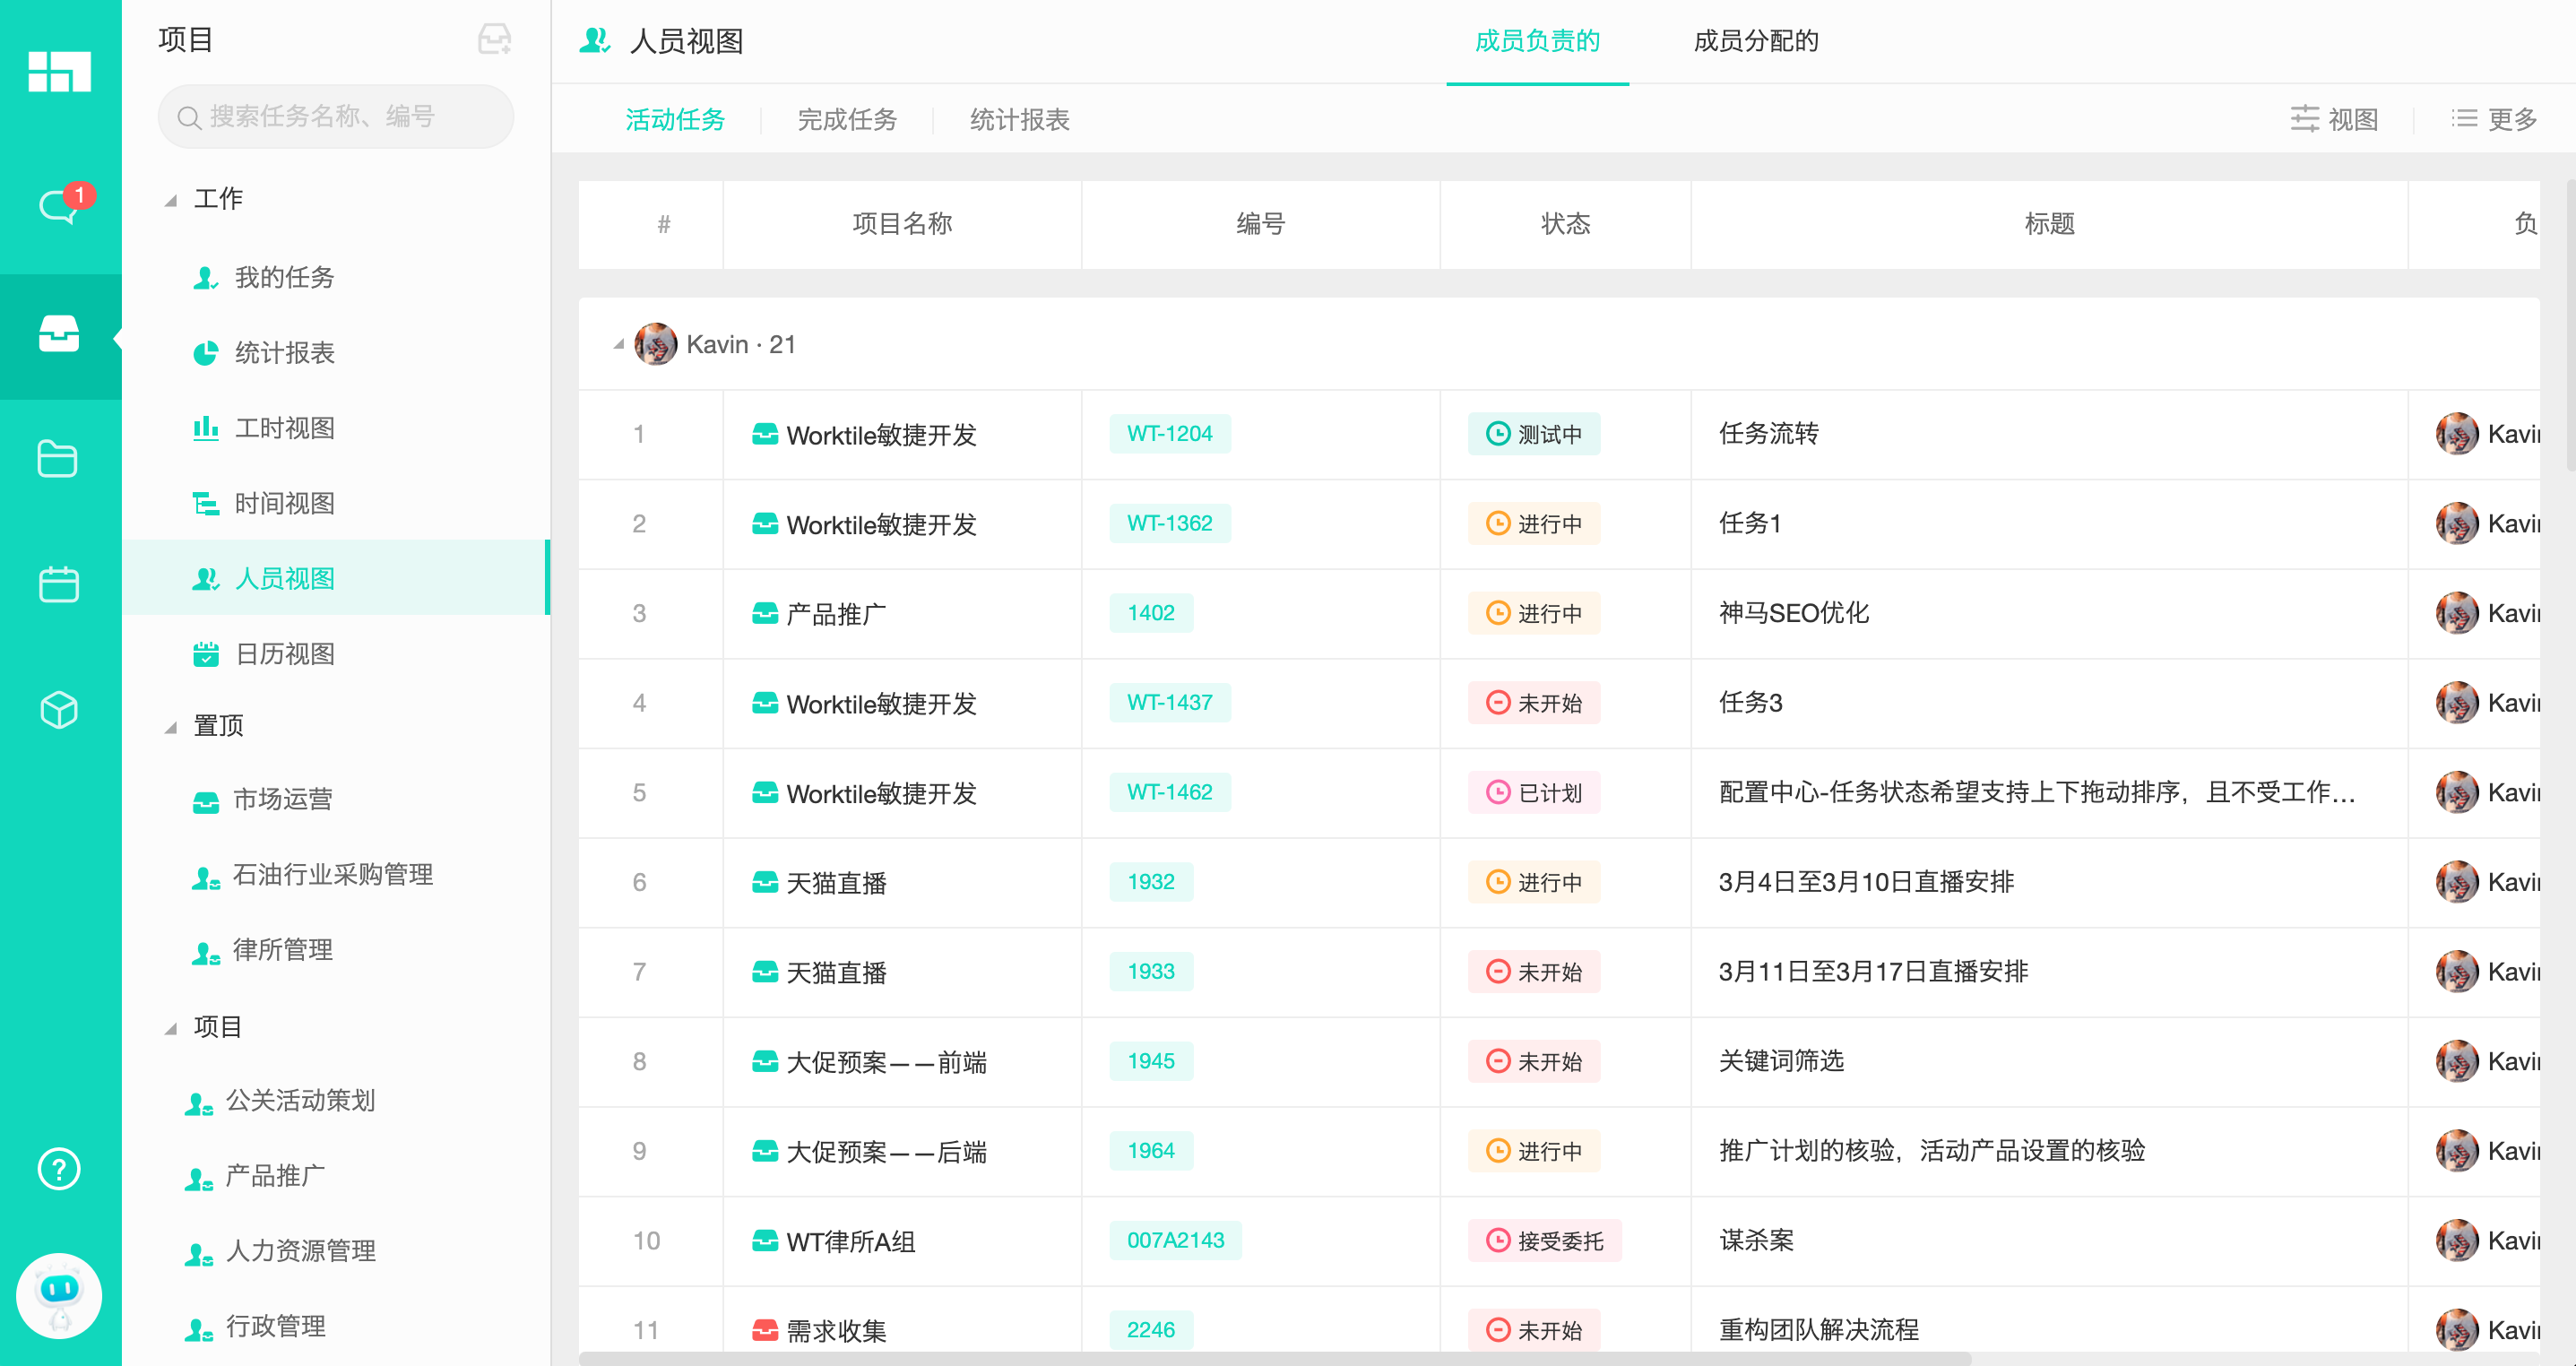 项目
搜索任务名称、编号
1
工作
我的任务
统计报表
工时视图
时间视图
人员视图
日历视图
置顶
市场运营
石油行业采购管理
律所管理
项目
公关活动策划
产品推广
人力资源管理
行政管理
人员视图
成员负责的
成员分配的
活动任务
完成任务
统计报表
视图
更多
# 项目名称 编号 状态 标题 负
Kavin · 21
1 Worktile敏捷开发 WT-1204 测试中 任务流转 Kavin
2 Worktile敏捷开发 WT-1362 进行中 任务1 Kavin
3 产品推广 1402 进行中 神马SEO优化 Kavin
4 Worktile敏捷开发 WT-1437 未开始 任务3 Kavin
5 Worktile敏捷开发 WT-1462 已计划 配置中心-任务状态希望支持上下拖动排序，且不受工作... Kavin
6 天猫直播 1932 进行中 3月4日至3月10日直播安排 Kavin
7 天猫直播 1933 未开始 3月11日至3月17日直播安排 Kavin
8 大促预案——前端 1945 未开始 关键词筛选 Kavin
9 大促预案——后端 1964 进行中 推广计划的核验，活动产品设置的核验 Kavin
10 WT律所A组 007A2143 接受委托 谋杀案 Kavin
11 需求收集 2246 未开始 重构团队解决流程 Kavin